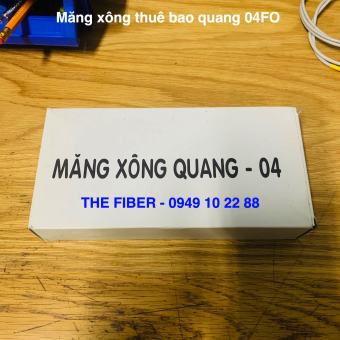 Măng xông thuê bao quang 04FO
MĂNG XÔNG QUANG - 04
THE FIBER - 0949 10 22 88